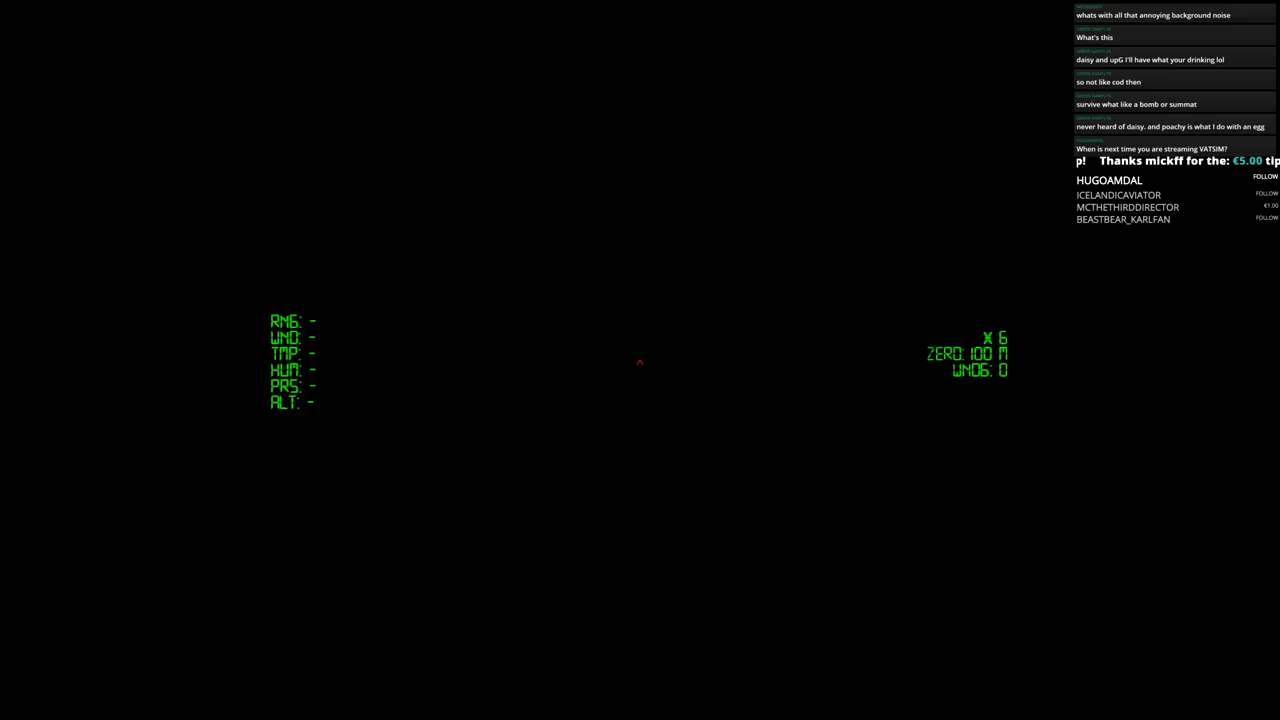 whats with all that annoying background noise
What's this
daisy and upG I'll have what your drinking lol
so not like cod then
survive what like a bomb or summat
never heard of daisy. and poachy is what I do with an egg
When is next time you are streaming VATSIM?
p! Thanks mickff for the: €5.00 tip
HUGOAMDAL FOLLOW
ICELANDICAVIATOR FOLLOW
MCTHETHIRDDIRECTOR €1.00
BEASTBEAR_KARLFAN FOLLOW
RNG: -
WND: -
TMP: -
HUM: -
PRS: -
ALT: -
X 6
ZERO: 100 M
WNDG: 0